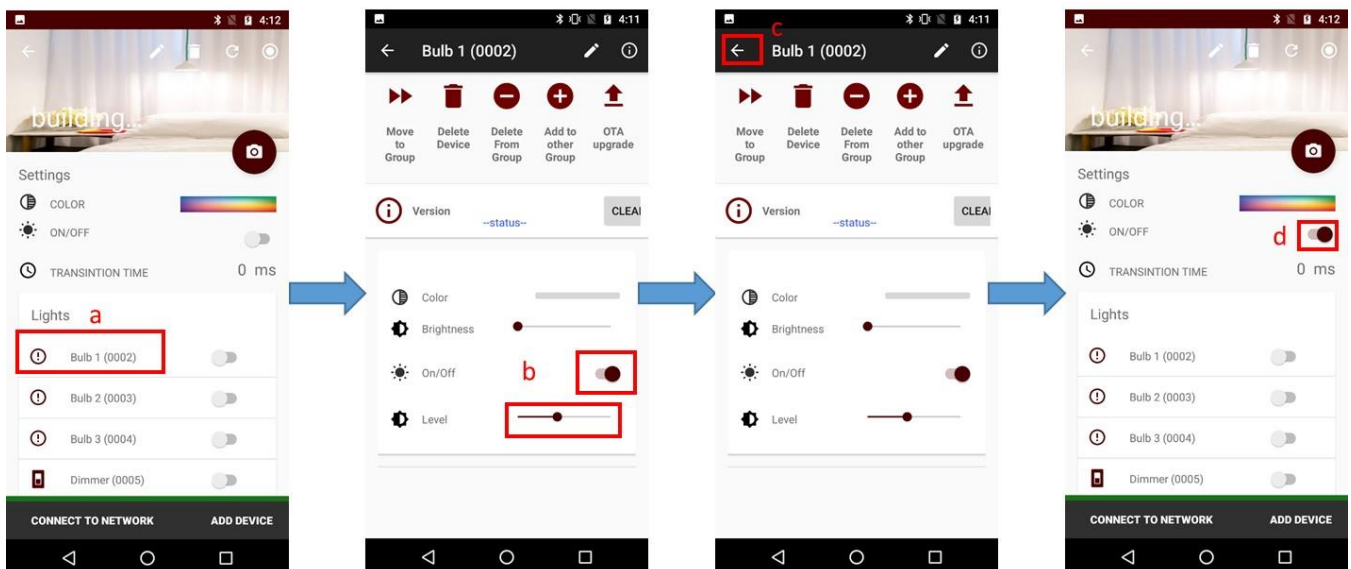 4:12
building...
Settings
COLOR
ON/OFF
TRANSINTION TIME 0 ms
Lights a
Bulb 1 (0002)
Bulb 2 (0003)
Bulb 3 (0004)
Dimmer (0005)
CONNECT TO NETWORK ADD DEVICE
4:11
Bulb 1 (0002)
Move to Group
Delete Device
Delete From Group
Add to other Group
OTA upgrade
Version --status-- CLEA
Color
Brightness
On/Off b
Level
4:11
c
Bulb 1 (0002)
Move to Group
Delete Device
Delete From Group
Add to other Group
OTA upgrade
Version --status-- CLEA
Color
Brightness
On/Off
Level
4:12
building...
Settings
COLOR
ON/OFF d
TRANSINTION TIME 0 ms
Lights
Bulb 1 (0002)
Bulb 2 (0003)
Bulb 3 (0004)
Dimmer (0005)
CONNECT TO NETWORK ADD DEVICE